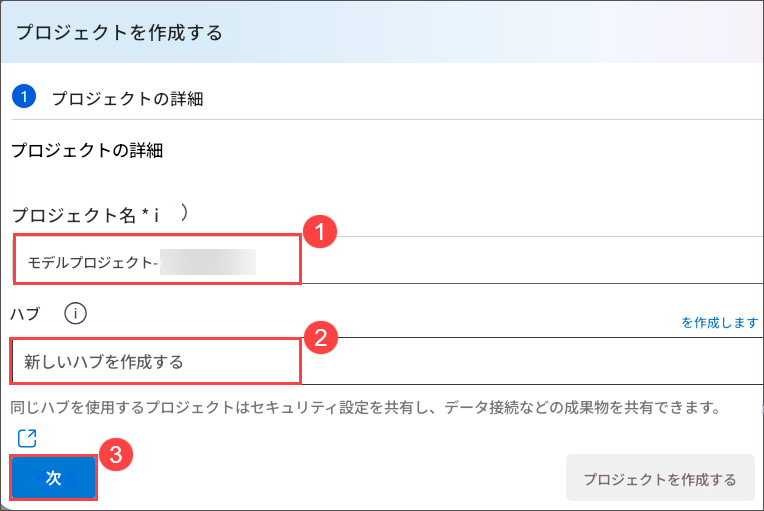 プロジェクトを作成する
1 プロジェクトの詳細
プロジェクトの詳細
プロジェクト名 * i )
1
モデルプロジェクト-
ハブ i
を作成します
2
新しいハブを作成する
同じハブを使用するプロジェクトはセキュリティ設定を共有し、データ接続などの成果物を共有できます。
3
次
プロジェクトを作成する